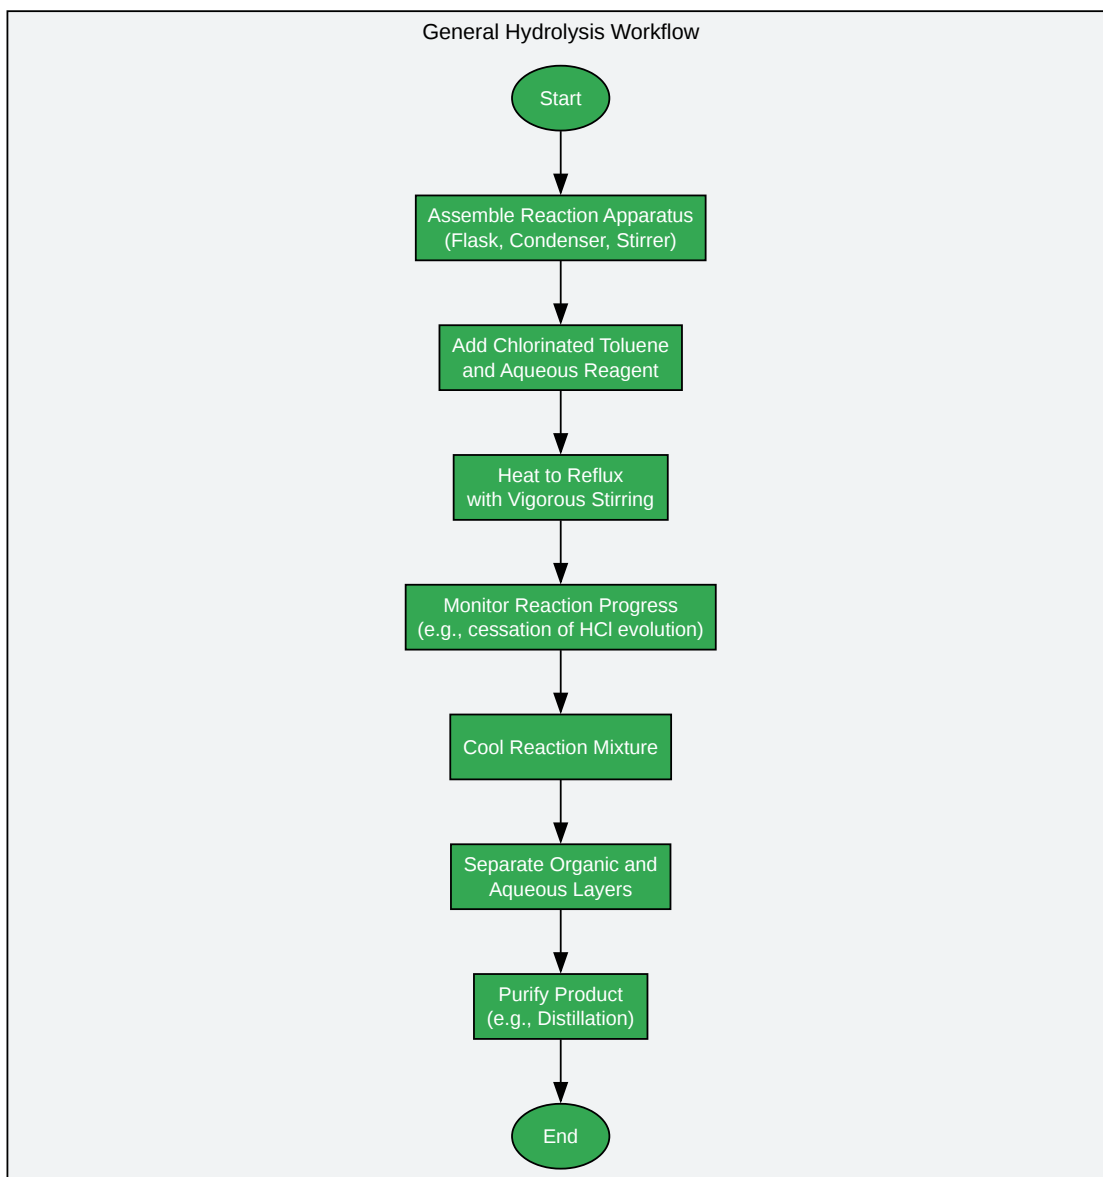 General Hydrolysis Workflow
Start
Assemble Reaction Apparatus
(Flask, Condenser, Stirrer)
Add Chlorinated Toluene
and Aqueous Reagent
Heat to Reflux
with Vigorous Stirring
Monitor Reaction Progress
(e.g., cessation of HCl evolution)
Cool Reaction Mixture
Separate Organic and
Aqueous Layers
Purify Product
(e.g., Distillation)
End